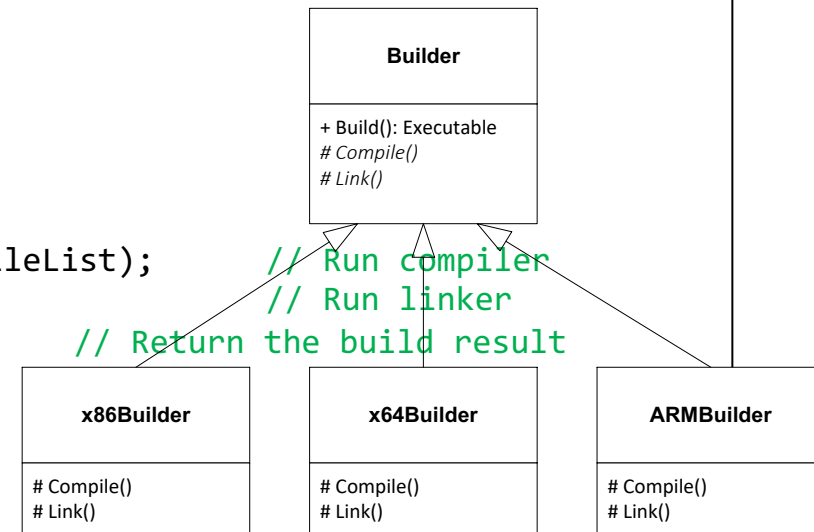 Builder
+ Build(): Executable
# Compile()
# Link()
leList); // Run compiler
// Run linker
// Return the build result
x86Builder
# Compile()
# Link()
x64Builder
# Compile()
# Link()
ARMBuilder
# Compile()
# Link()